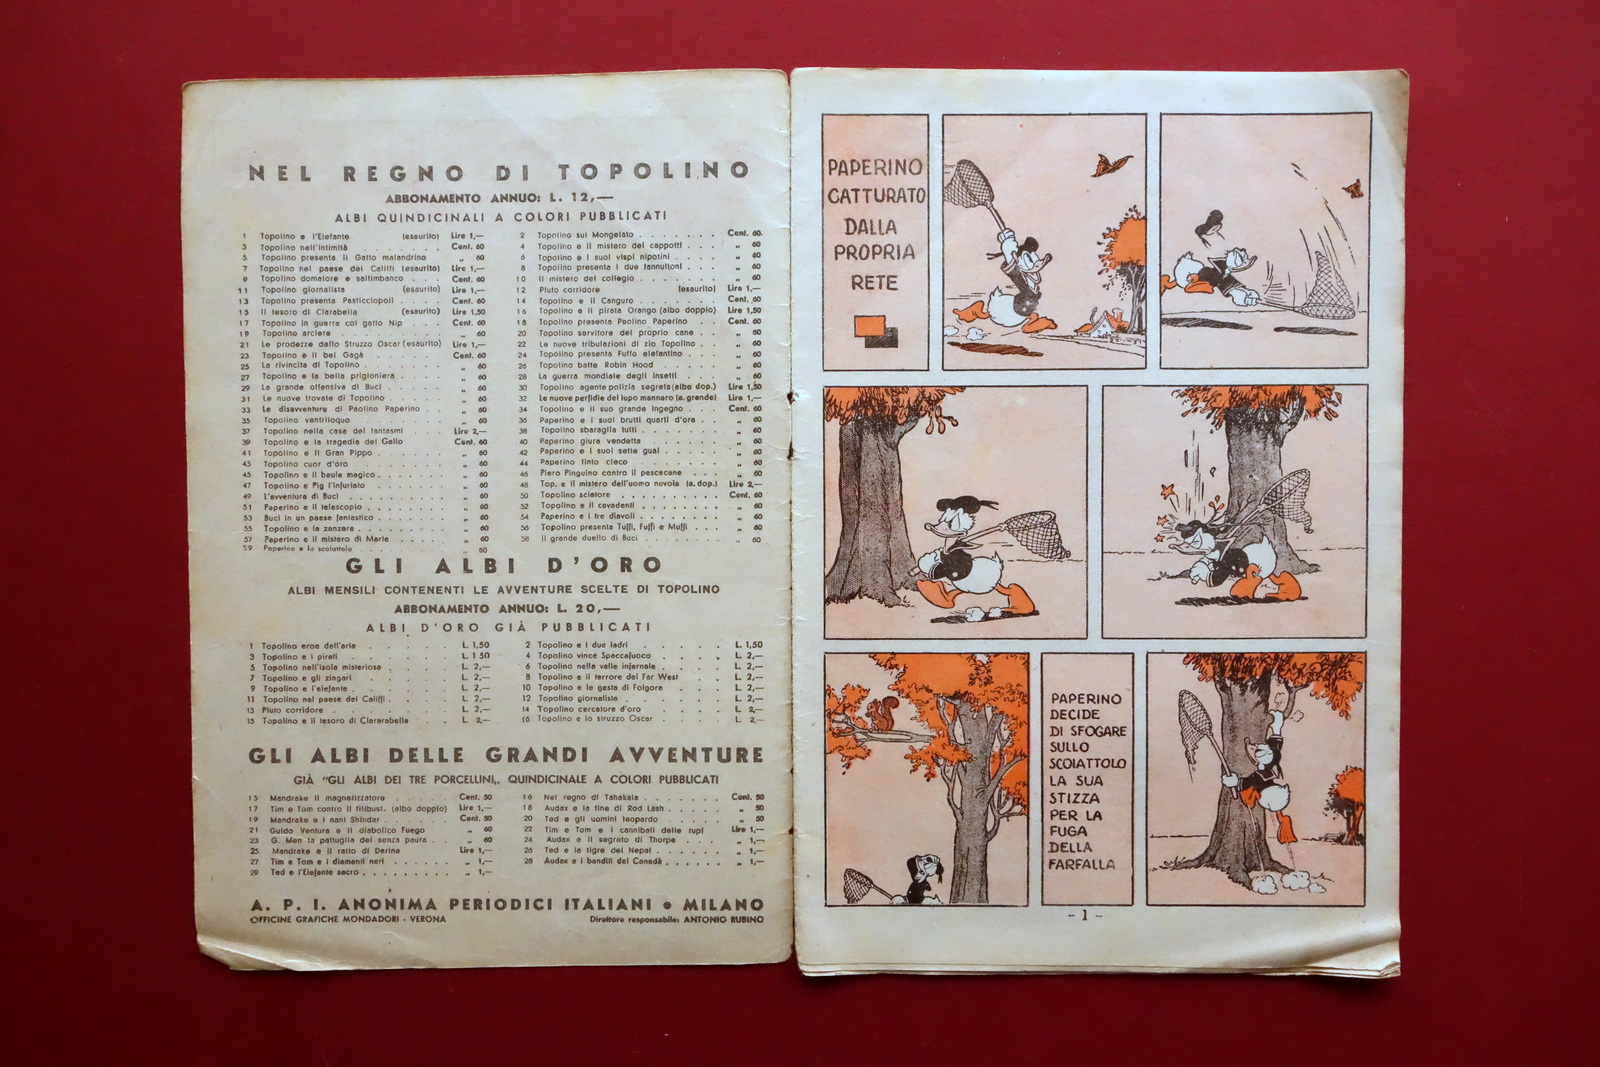 NEL REGNO DI TOPOLINO
ABBONAMENTO ANNUO: L. 12,—
ALBI QUINDICINALI A COLORI PUBBLICATI
1 Topolino e l'Elefante (esaurito) Lire 1,—
3 Topolino nell'intimità . . . . Cent. 60
5 Topolino presenta il Gatto malandrino „ 60
7 Topolino nel paese dei Califfi (esaurito) Lire 1,—
9 Topolino domatore e saltimbanco . . . Cent. 60
11 Topolino giornalista (esaurito) Lire 1,—
13 Topolino presenta Pasticciopoli . . . . Cent. 60
15 Il tesoro di Clarabella (esaurito) Lire 1,50
17 Topolino in guerra col gatto Nip . . . Cent. 60
19 Topolino arciere . . . . „ 60
21 Le prodezze dello Struzzo Oscar (esaurito) Lire 1,—
23 Topolino e il bel Gagà . . . . Cent. 60
25 La rivincita di Topolino . . . . „ 60
27 Topolino e la bella prigioniera . . . . „ 60
29 La grande offensiva di Buci . . . . „ 60
31 Le nuove trovate di Topolino . . . . „ 60
33 Le disavventure di Paolino Paperino . . „ 60
35 Topolino ventriloquo . . . . „ 60
37 Topolino nella casa dei fantasmi Lire 2,—
39 Topolino e la tragedia del Gallo Cent. 60
41 Topolino e il Gran Pippo . . . . „ 60
43 Topolino cuor d'oro . . . . „ 60
45 Topolino e il baule magico . . . . „ 60
47 Topolino e Pig l'infuriato . . . . „ 60
49 L'avventura di Buci . . . . „ 60
51 Paperino e il telescopio . . . . „ 60
53 Buci in un paese fantastico . . . . „ 60
55 Topolino e la zanzara . . . . „ 60
57 Paperino e il mistero di Marte . . . . „ 60
59 Paperino e lo scoiattolo . . . . „ 60
2 Topolino sul Mongelato . . . . Cent. 60
4 Topolino e il mistero dei cappotti . . . „ 60
6 Topolino e i suoi vispi nipotini . . . . „ 60
8 Topolino presenta i due fannulloni . . . „ 60
10 Il mistero del collegio . . . . „ 60
12 Pluto corridore (esaurito) Lire 1,—
14 Topolino e il Canguro . . . . Cent. 60
16 Topolino e il pirata Orango (albo doppio) Lire 1,50
18 Topolino presenta Paolino Paperino . . Cent. 60
20 Topolino servitore del proprio cane . . „ 60
22 Le nuove tribulazioni di zio Topolino . . „ 60
24 Topolino presenta Fuffo elefantino . . . „ 60
26 Topolino batte Robin Hood . . . . „ 60
28 La guerra mondiale degli insetti . . . . „ 60
30 Topolino agente polizia segreta (albo dop.) Lire 1,50
32 Le nuove perfidie del lupo mannaro (a. grande) Lire 1,—
34 Topolino e il suo grande ingegno . . . Cent. 60
36 Paperino e i suoi brutti quarti d'ora . . „ 60
38 Topolino sbaraglia tutti . . . . „ 60
40 Paperino giura vendetta . . . . „ 60
42 Paperino e i suoi sette guai . . . . „ 60
44 Paperino finto cieco . . . . „ 60
46 Piero Pinguino contro il pescecane . . . „ 60
48 Top. e il mistero dell'uomo nuvola (a. dop.) Lire 2,—
50 Topolino sciatore . . . . Cent. 60
52 Topolino e il cavadenti . . . . „ 60
54 Paperino e i tre diavoli . . . . „ 60
56 Topolino presenta Tuffi, Fuffi e Muffi . . „ 60
58 Il grande duello di Buci . . . . „ 60
GLI ALBI D'ORO
ALBI MENSILI CONTENENTI LE AVVENTURE SCELTE DI TOPOLINO
ABBONAMENTO ANNUO: L. 20,—
ALBI D'ORO GIÀ PUBBLICATI
1 Topolino eroe dell'aria . . . . L. 1,50
3 Topolino e i pirati . . . . L 1 50
5 Topolino nell'isola misteriosa . . . . L. 2,—
7 Topolino e gli zingari . . . . L. 2,—
9 Topolino e l'elefante . . . . L. 2,—
11 Topolino nel paese dei Califfi . . . . L. 2,—
13 Pluto corridore . . . . L. 2,—
15 Topolino e il tesoro di Clararabella . . L. 2,—
2 Topolino e i due ladri . . . . L. 1,50
4 Topolino vince Spaccafuoco . . . . L. 2,—
6 Topolino nella valle infernale . . . . L. 2,—
8 Topolino e il terrore del Far West . . L. 2,—
10 Topolino e le gesta di Folgore . . . . L. 2,—
12 Topolino giornalista . . . . L. 2,—
14 Topolino cercatore d'oro . . . . L. 2,—
16 Topolino e lo struzzo Oscar . . . . L. 2,—
GLI ALBI DELLE GRANDI AVVENTURE
GIÀ "GLI ALBI DEI TRE PORCELLINI„ QUINDICINALE A COLORI PUBBLICATI
15 Mandrake il magnetizzatore . . . . Cent. 50
17 Tim e Tom contro il filibust. (albo doppio) Lire 1,—
19 Mandrake e i nani Shindar . . . . Cent. 50
21 Guido Ventura e il diabolico Fuego „ 60
23 G. Men la pattuglia dei senza paura . . „ 60
25 Mandrake e il ratto di Derina Lire 1,—
27 Tim e Tom e i diamanti neri . . . . „ 1,—
29 Ted e l'Elefante sacro . . . . „ 1,—
16 Nel regno di Tahakala . . . . Cent. 50
18 Audax e la fine di Rod Lash . . . . „ 50
20 Ted e gli uomini leopardo . . . . „ 50
22 Tim e Tom e i cannibali delle rupi Lire 1,—
24 Audax e il segreto di Thorpe . . . . „ 1,—
26 Ted e la tigre del Nepal . . . . „ 1,—
28 Audax e i banditi del Canadà . . . . „ 1,—
A. P. I. ANONIMA PERIODICI ITALIANI • MILANO
OFFICINE GRAFICHE MONDADORI - VERONA Direttore responsabile: ANTONIO RUBINO
PAPERINO
CATTURATO
DALLA
PROPRIA
RETE
PAPERINO
DECIDE
DI SFOGARE
SULLO
SCOIATTOLO
LA SUA
STIZZA
PER LA
FUGA
DELLA
FARFALLA
- 1 -